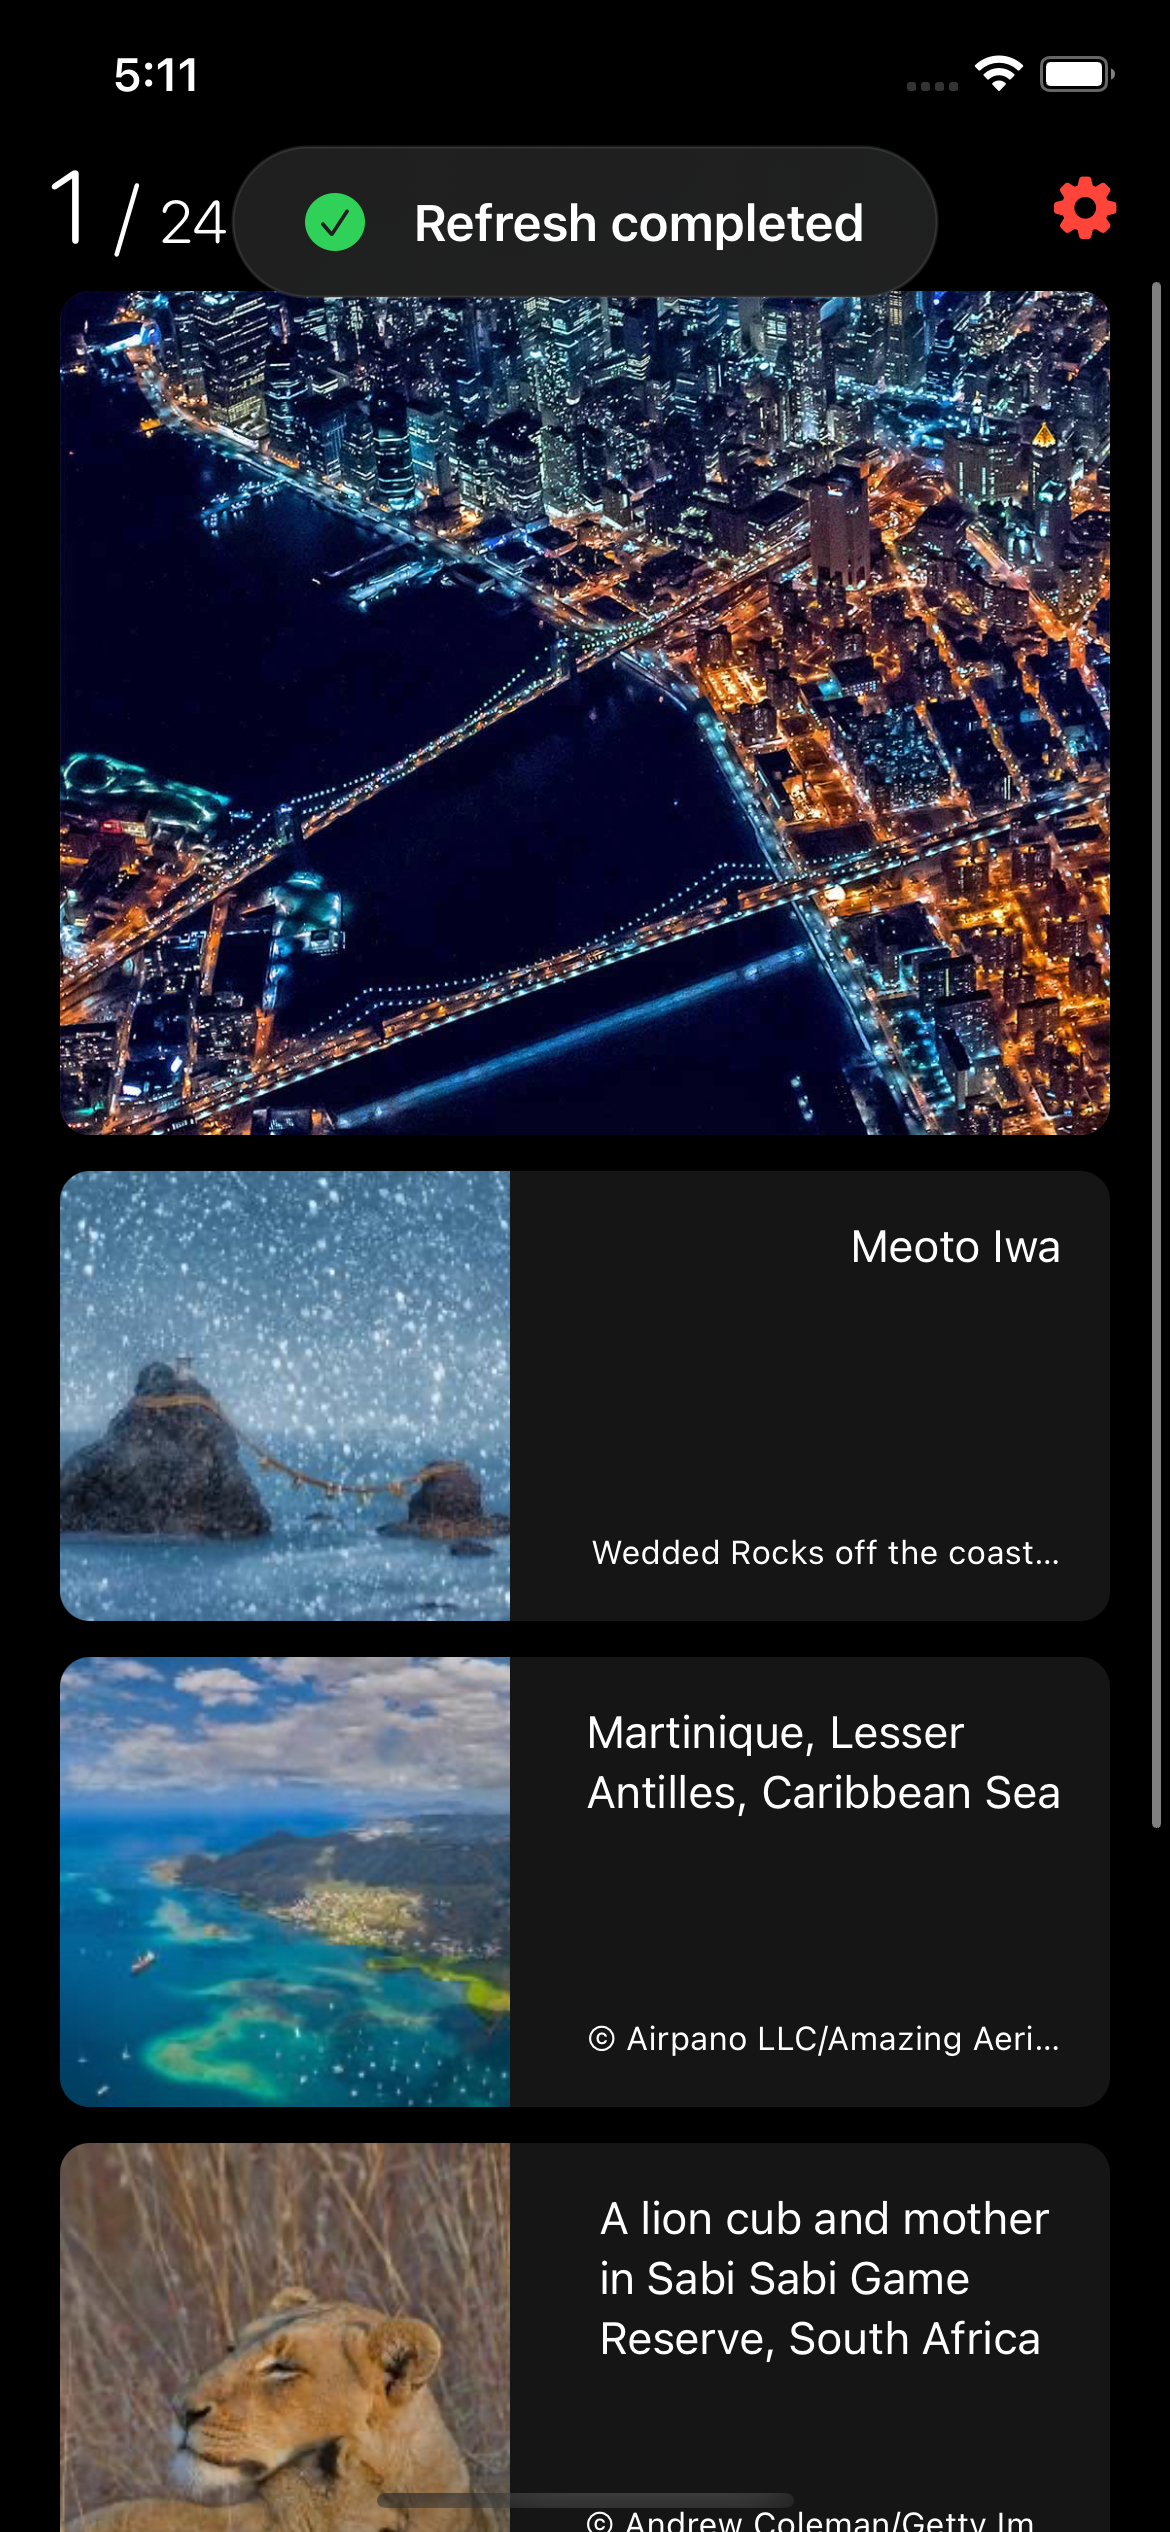 5:11
1 / 24
Refresh completed
Meoto Iwa
Wedded Rocks off the coast...
Martinique, Lesser
Antilles, Caribbean Sea
© Airpano LLC/Amazing Aeri...
A lion cub and mother
in Sabi Sabi Game
Reserve, South Africa
© Andrew Coleman/Getty Im...